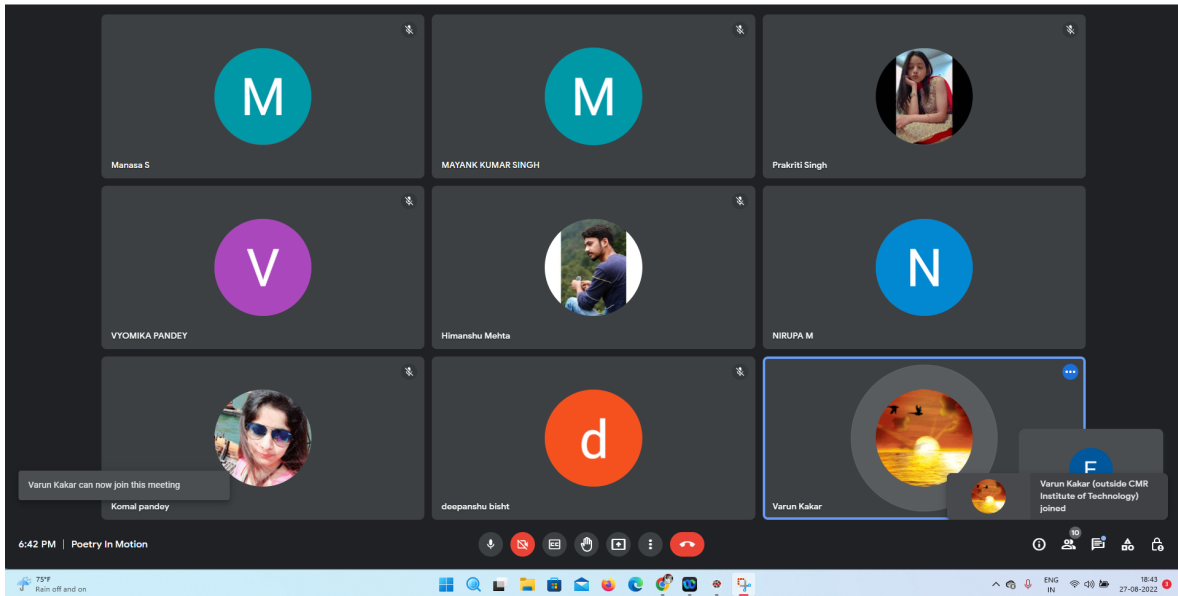 M
Manasa S
M
MAYANK KUMAR SINGH
Prakriti Singh
V
VYOMIKA PANDEY
Himanshu Mehta
N
NIRUPA M
Komal pandey
d
deepanshu bisht
Varun Kakar
Varun Kakar can now join this meeting
Varun Kakar (outside CMR
Institute of Technology)
joined
6:42 PM | Poetry In Motion
CC
10
75°F
Rain off and on
ENG
IN
18:43
27-08-2022
3